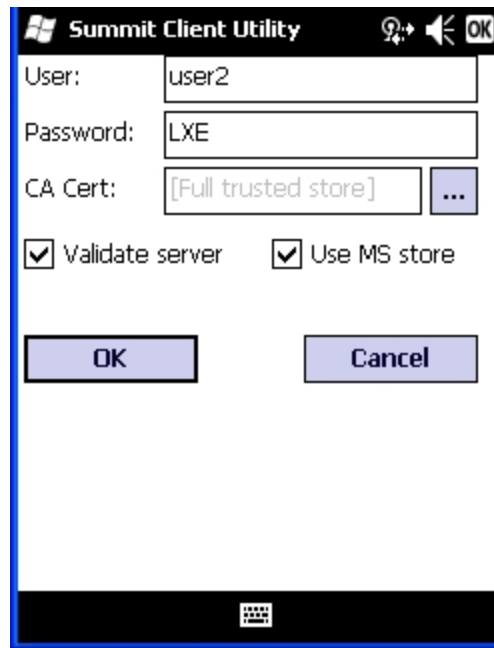 Summit Client Utility OK
User: user2
Password: LXE
CA Cert: [Full trusted store] ...
Validate server Use MS store
OK Cancel